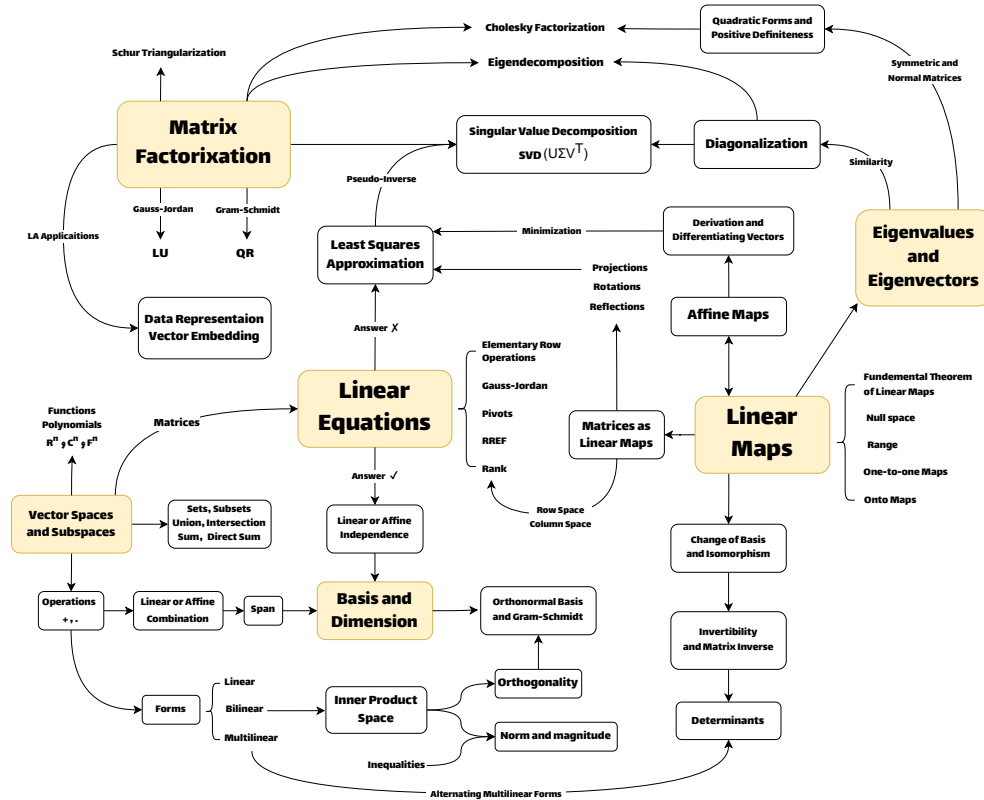 Schur Triangularization
Cholesky Factorization
Quadratic Forms and
Positive Definiteness
Eigendecomposition
Symmetric and
Normal Matrices
Matrix
Factorixation
Singular Value Decomposition
SVD (UΣV^T)
Diagonalization
Similarity
Pseudo-Inverse
Gauss-Jordan
Gram-Schmidt
LA Applicaitions
LU
QR
Least Squares
Approximation
Minimization
Derivation and
Differentiating Vectors
Eigenvalues
and
Eigenvectors
Projections
Rotations
Reflections
Affine Maps
Data Representaion
Vector Embedding
Answer ✗
Elementary Row
Operations
Gauss-Jordan
Pivots
RREF
Rank
Linear
Equations
Matrices
Matrices as
Linear Maps
Linear
Maps
Fundemental Theorem
of Linear Maps
Null space
Range
One-to-one Maps
Onto Maps
Functions
Polynomials
R^n , C^n , F^n
Answer ✓
Row Space
Column Space
Vector Spaces
and Subspaces
Sets, Subsets
Union, Intersection
Sum, Direct Sum
Linear or Affine
Independence
Change of Basis
and Isomorphism
Operations
+ , .
Linear or Affine
Combination
Span
Basis and
Dimension
Orthonormal Basis
and Gram-Schmidt
Invertibility
and Matrix Inverse
Forms
Linear
Bilinear
Multilinear
Inner Product
Space
Orthogonality
Norm and magnitude
Inequalities
Determinants
Alternating Multilinear Forms